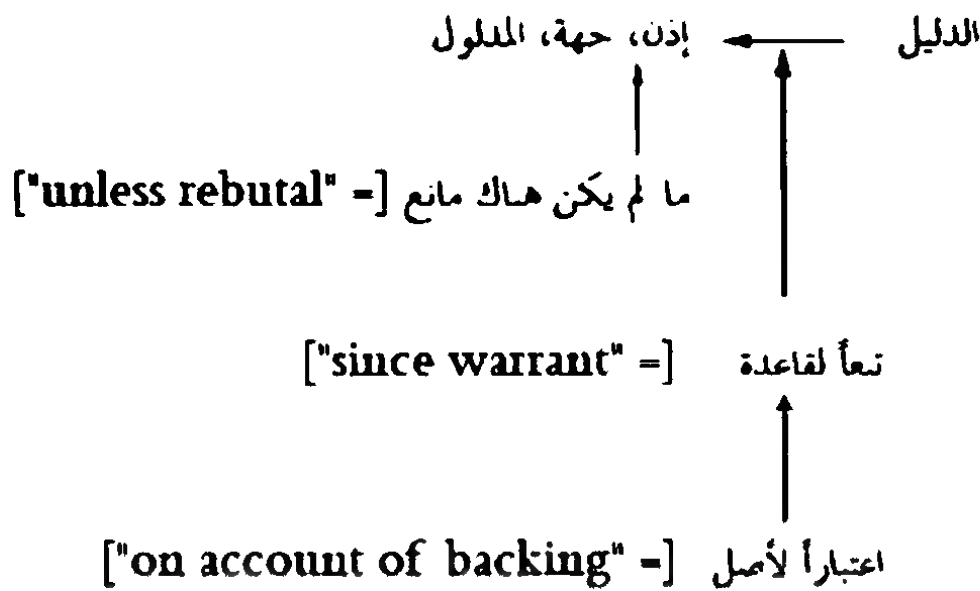 الدليل إذن، جهة، المدلول
ما لم يكن هناك مانع [= "unless rebutal"]
تبعاً لقاعدة [= "since warrant"]
اعتباراً لأصل [= "on account of backing"]